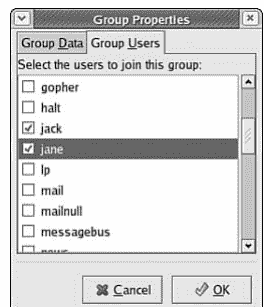 Group Properties
Group Data Group Users
Select the users to join this group:
gopher
halt
jack
jane
lp
mail
mailnull
messagebus
news
Cancel OK